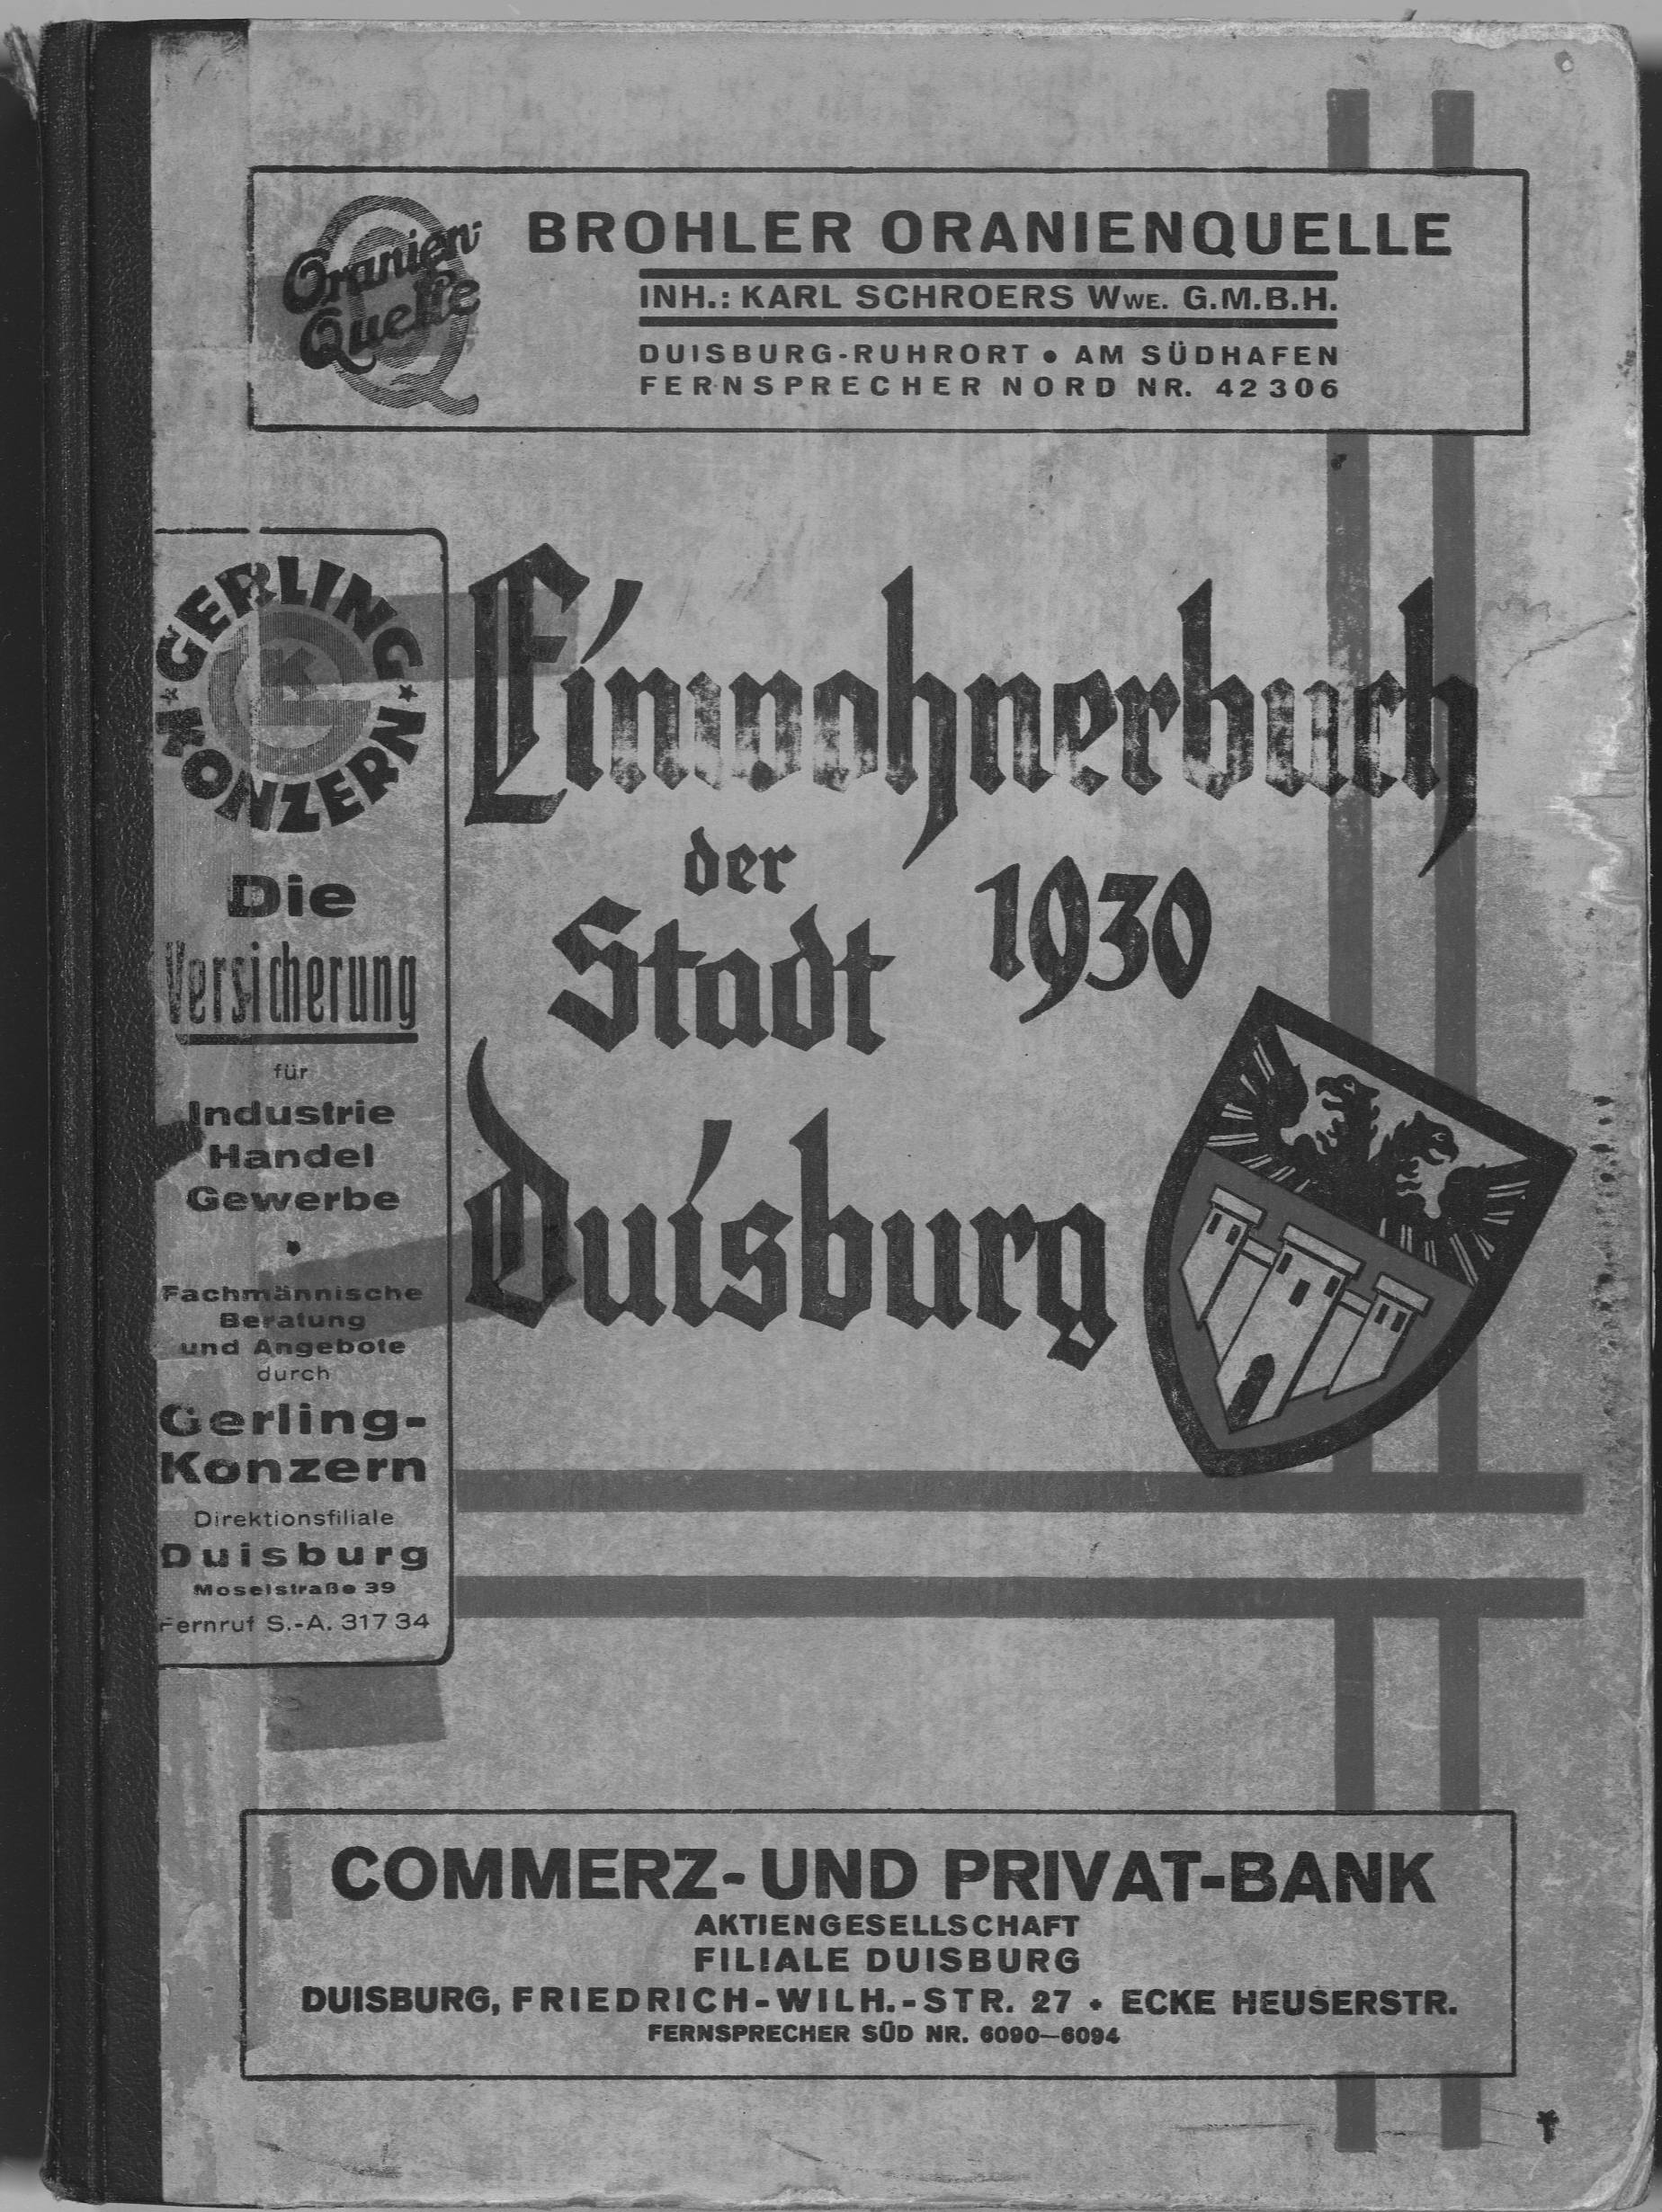 Oranien-
Quelle
BROHLER ORANIENQUELLE
INH.: KARL SCHROERS WWE. G.M.B.H.
DUISBURG-RUHRORT • AM SÜDHAFEN
FERNSPRECHER NORD NR. 42306
GERLING
KONZERN
GK
Die
Versicherung
für
Industrie
Handel
Gewerbe
Fachmännische
Beratung
und Angebote
durch
Gerling-
Konzern
Direktionsfiliale
Duisburg
Moselstraße 39
Fernruf S.-A. 31734
Einwohnerbuch
der
Stadt 1930
Duisburg
COMMERZ- UND PRIVAT-BANK
AKTIENGESELLSCHAFT
FILIALE DUISBURG
DUISBURG, FRIEDRICH-WILH.-STR. 27 • ECKE HEUSERSTR.
FERNSPRECHER SÜD NR. 6090—6094